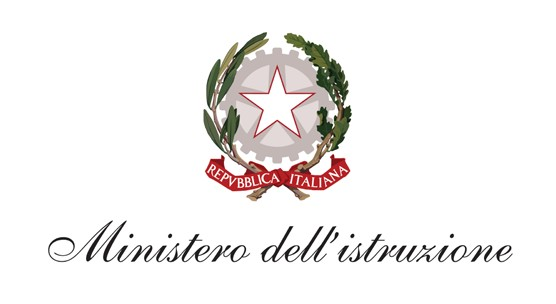 REPVBBLICA ITALIANA
Ministero dell'istruzione